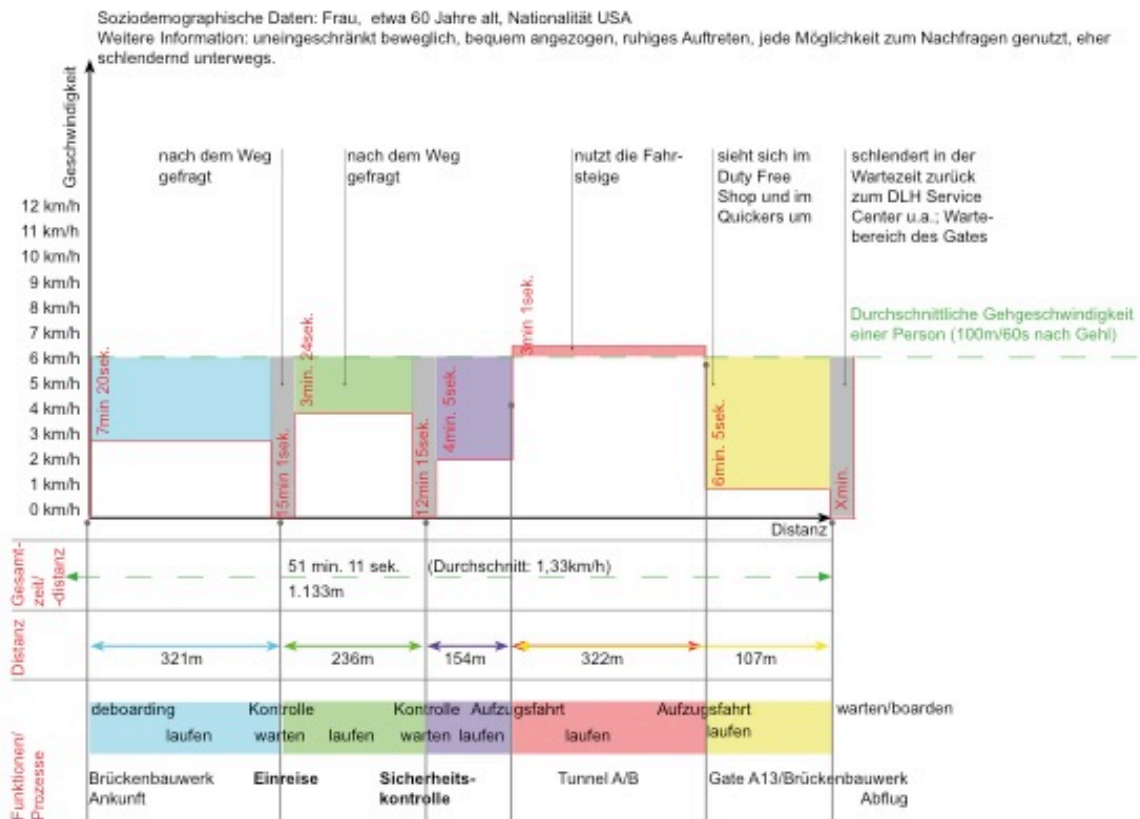 Soziodemographische Daten: Frau, etwa 60 Jahre alt, Nationalität USA
Weitere Information: uneingeschränkt beweglich, bequem angezogen, ruhiges Auftreten, jede Möglichkeit zum Nachfragen genutzt, eher
schlendernd unterwegs.
Geschwindigkeit
nach dem Weg
gefragt
nach dem Weg
gefragt
nutzt die Fahr-
steige
sieht sich im
Duty Free
Shop und im
Quickers um
schlendert in der
Wartezeit zurück
zum DLH Service
Center u.a.; Warte-
bereich des Gates
12 km/h
11 km/h
10 km/h
9 km/h
8 km/h
7 km/h
6 km/h
5 km/h
4 km/h
3 km/h
2 km/h
1 km/h
0 km/h
Durchschnittliche Gehgeschwindigkeit
einer Person (100m/60s nach Gehl)
7min 20sek.
15min 1sek.
3min. 24sek.
12min 15sek.
4min. 5sek.
3min 1sek.
6min. 5sek.
Xmin.
Distanz
Gesamt-
zeit/
-distanz
51 min. 11 sek. (Durchschnitt: 1,33km/h)
1.133m
Distanz
321m 236m 154m 322m 107m
Funktionen/
Prozesse
deboarding Kontrolle Kontrolle Aufzugsfahrt Aufzugsfahrt warten/boarden
laufen warten laufen warten laufen laufen laufen
Brückenbauwerk Einreise Sicherheits- Tunnel A/B Gate A13/Brückenbauwerk
Ankunft kontrolle Abflug